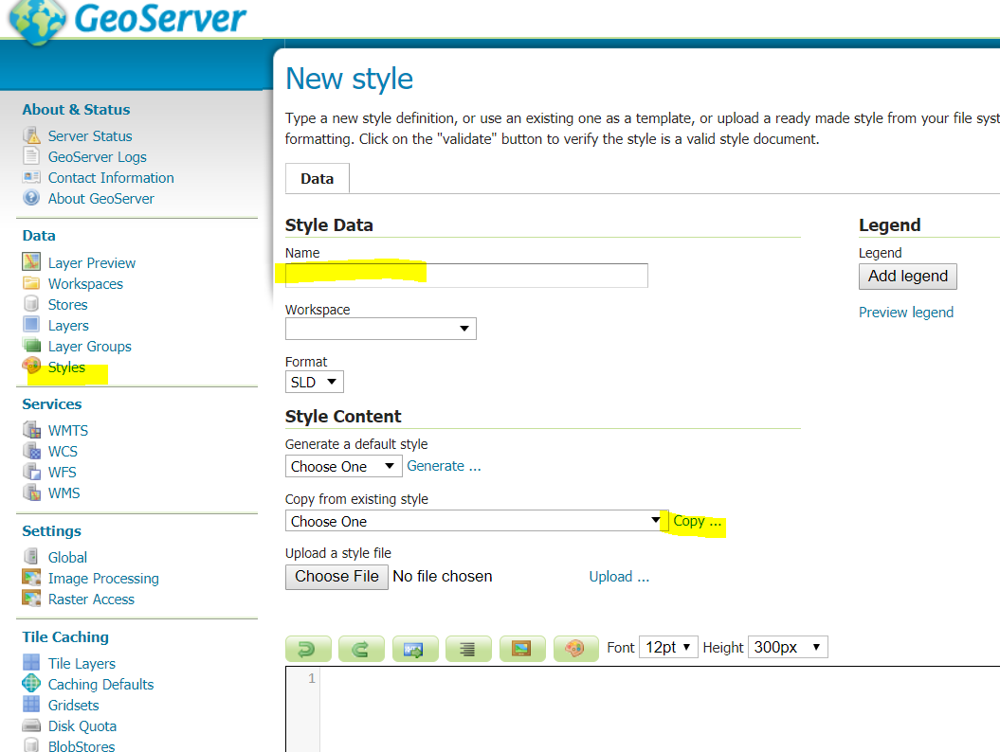 GeoServer
About & Status
Server Status
GeoServer Logs
Contact Information
About GeoServer
Data
Layer Preview
Workspaces
Stores
Layers
Layer Groups
Styles
Services
WMTS
WCS
WFS
WMS
Settings
Global
Image Processing
Raster Access
Tile Caching
Tile Layers
Caching Defaults
Gridsets
Disk Quota
BlobStores
New style
Type a new style definition, or use an existing one as a template, or upload a ready made style from your file syst
formatting. Click on the "validate" button to verify the style is a valid style document.
Data
Style Data
Name
Workspace
Format
SLD
Style Content
Generate a default style
Choose One Generate ...
Copy from existing style
Choose One Copy ...
Upload a style file
Choose File No file chosen Upload ...
Font 12pt Height 300px
1
Legend
Legend
Add legend
Preview legend